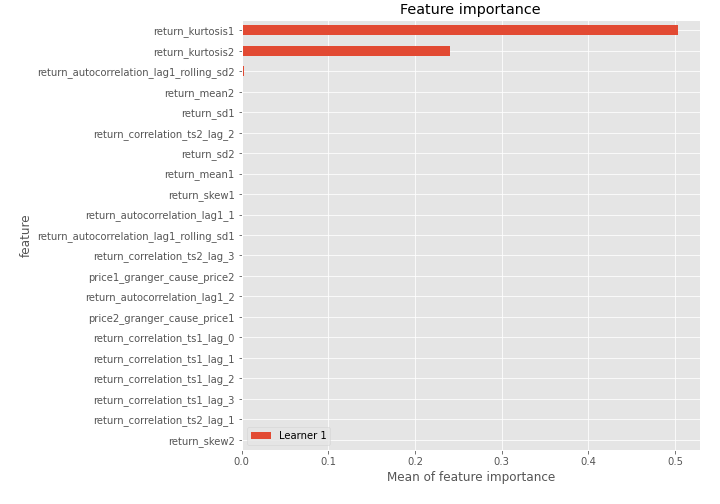 Feature importance
return_kurtosis1
return_kurtosis2
return_autocorrelation_lag1_rolling_sd2
return_mean2
return_sd1
return_correlation_ts2_lag_2
return_sd2
return_mean1
return_skew1
return_autocorrelation_lag1_1
return_autocorrelation_lag1_rolling_sd1
return_correlation_ts2_lag_3
price1_granger_cause_price2
return_autocorrelation_lag1_2
price2_granger_cause_price1
return_correlation_ts1_lag_0
return_correlation_ts1_lag_1
return_correlation_ts1_lag_2
return_correlation_ts1_lag_3
return_correlation_ts2_lag_1
return_skew2
feature
Learner 1
0.0 0.1 0.2 0.3 0.4 0.5
Mean of feature importance